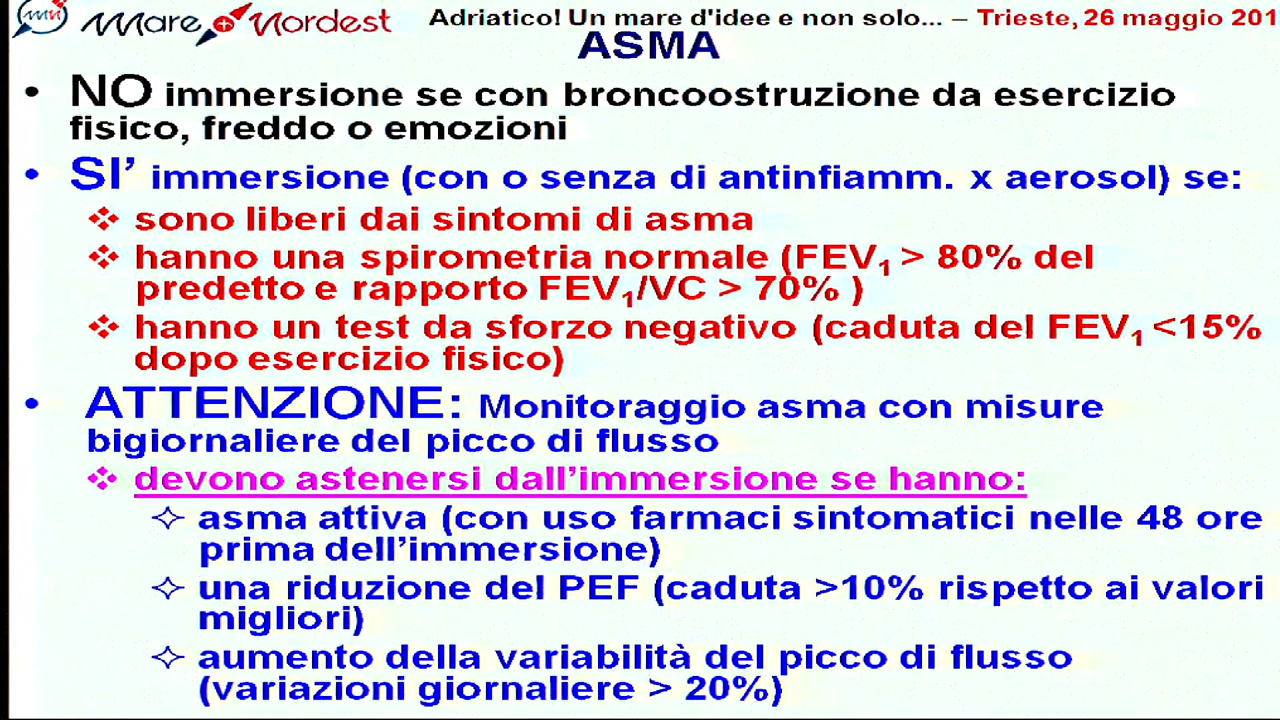 Mare Nordest Adriatico! Un mare d'idee e non solo... – Trieste, 26 maggio 201
ASMA
• NO immersione se con broncoostruzione da esercizio
fisico, freddo o emozioni
• SI’ immersione (con o senza di antinfiamm. x aerosol) se:
❖ sono liberi dai sintomi di asma
❖ hanno una spirometria normale (FEV₁ > 80% del
predetto e rapporto FEV₁/VC > 70% )
❖ hanno un test da sforzo negativo (caduta del FEV₁ <15%
dopo esercizio fisico)
• ATTENZIONE: Monitoraggio asma con misure
bigiornaliere del picco di flusso
❖ devono astenersi dall’immersione se hanno:
✧ asma attiva (con uso farmaci sintomatici nelle 48 ore
prima dell’immersione)
✧ una riduzione del PEF (caduta >10% rispetto ai valori
migliori)
✧ aumento della variabilità del picco di flusso
(variazioni giornaliere > 20%)